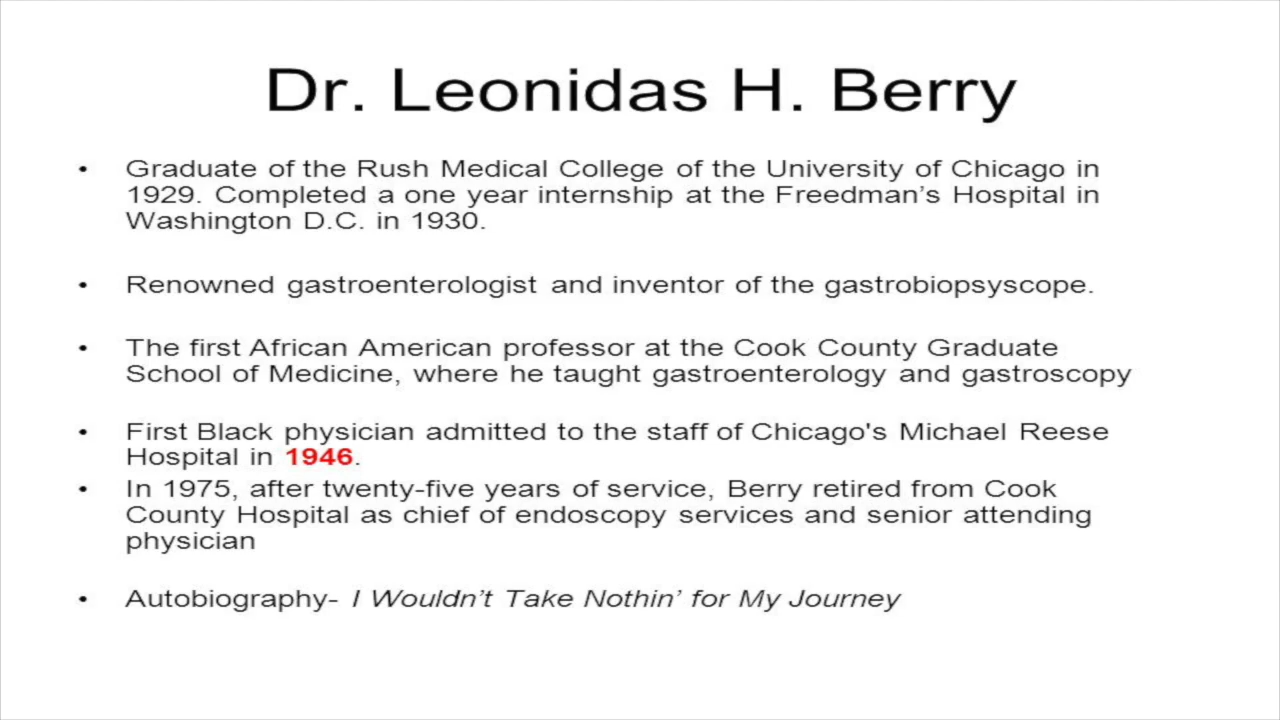 Dr. Leonidas H. Berry
• Graduate of the Rush Medical College of the University of Chicago in
1929. Completed a one year internship at the Freedman’s Hospital in
Washington D.C. in 1930.
• Renowned gastroenterologist and inventor of the gastrobiopsyscope.
• The first African American professor at the Cook County Graduate
School of Medicine, where he taught gastroenterology and gastroscopy
• First Black physician admitted to the staff of Chicago's Michael Reese
Hospital in 1946.
• In 1975, after twenty-five years of service, Berry retired from Cook
County Hospital as chief of endoscopy services and senior attending
physician
• Autobiography- I Wouldn’t Take Nothin’ for My Journey